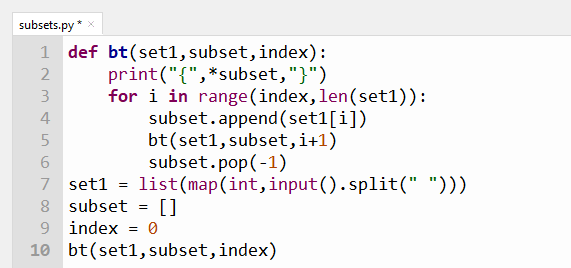 subsets.py *
1 def bt(set1,subset,index):
2     print("{",*subset,"}")
3     for i in range(index,len(set1)):
4         subset.append(set1[i])
5         bt(set1,subset,i+1)
6         subset.pop(-1)
7 set1 = list(map(int,input().split(" ")))
8 subset = []
9 index = 0
10 bt(set1,subset,index)